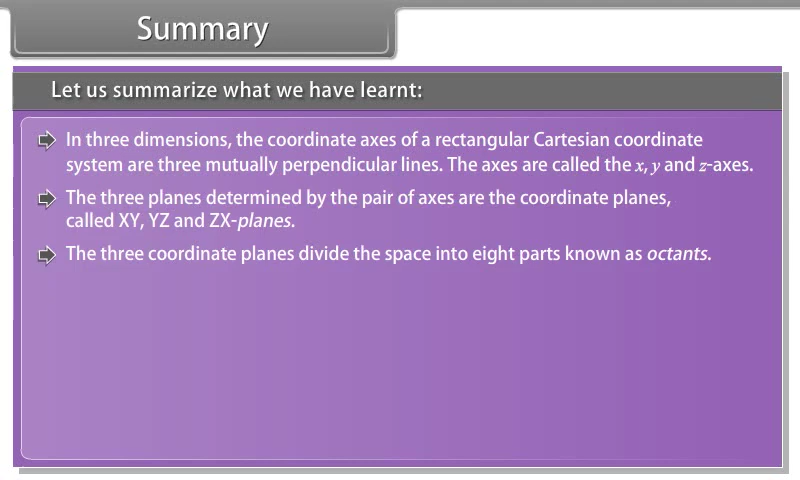 Summary
Let us summarize what we have learnt:
In three dimensions, the coordinate axes of a rectangular Cartesian coordinate
system are three mutually perpendicular lines. The axes are called the x, y and z-axes.
The three planes determined by the pair of axes are the coordinate planes,
called XY, YZ and ZX-planes.
The three coordinate planes divide the space into eight parts known as octants.